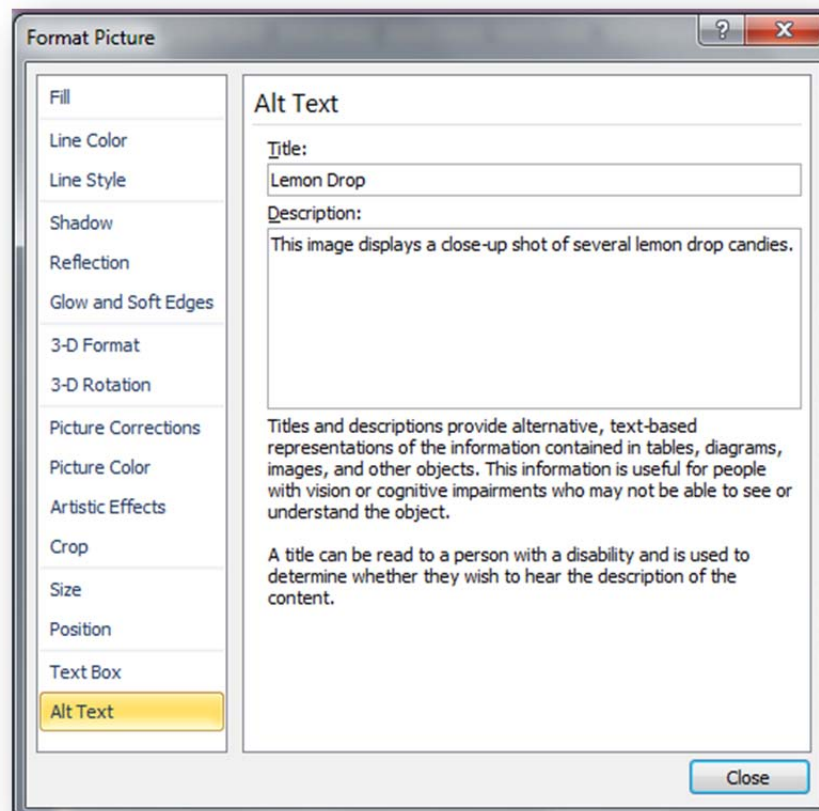 Format Picture
?
X
Fill
Line Color
Line Style
Shadow
Reflection
Glow and Soft Edges
3-D Format
3-D Rotation
Picture Corrections
Picture Color
Artistic Effects
Crop
Size
Position
Text Box
Alt Text
Alt Text
Title:
Lemon Drop
Description:
This image displays a close-up shot of several lemon drop candies.
Titles and descriptions provide alternative, text-based
representations of the information contained in tables, diagrams,
images, and other objects. This information is useful for people
with vision or cognitive impairments who may not be able to see or
understand the object.
A title can be read to a person with a disability and is used to
determine whether they wish to hear the description of the
content.
Close